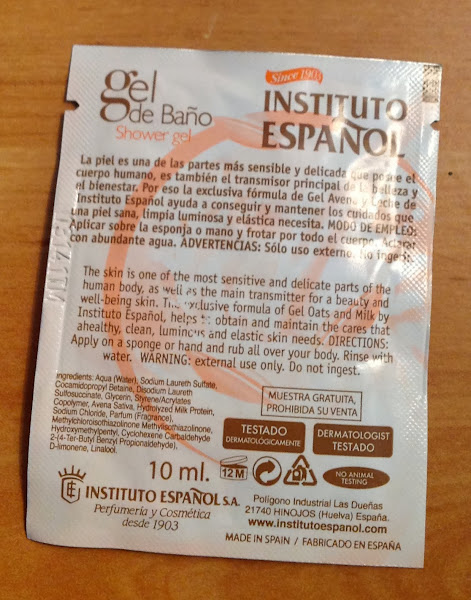 gel
de Baño
Shower gel
Since 1903
INSTITUTO
ESPAÑOL
La piel es una de las partes más sensible y delicada que posee el
cuerpo humano, es también el transmisor principal de la belleza y
el bienestar. Por eso la exclusiva fórmula de Gel Avena y Leche de
Instituto Español ayuda a conseguir y mantener los cuidados que
una piel sana, limpia luminosa y elástica necesita. MODO DE EMPLEO:
Aplicar sobre la esponja o mano y frotar por todo el cuerpo. Aclarar
con abundante agua. ADVERTENCIAS: Sólo uso externo. No ingerir.
The skin is one of the most sensitive and delicate parts of the
human body, as well as the main transmitter for a beauty and
well-being skin. The exclusive formula of Gel Oats and Milk by
Instituto Español, helps to obtain and maintain the cares that
ahealthy, clean, luminous and elastic skin needs. DIRECTIONS:
Apply on a sponge or hand and rub all over your body. Rinse with
water. WARNING: external use only. Do not ingest.
Ingredients: Aqua (Water), Sodium Laureth Sulfate,
Cocamidopropyl Betaine, Disodium Laureth
Sulfosuccinate, Glycerin, Styrene/Acrylates
Copolymer, Avena Sativa, Hydrolyzed Milk Protein,
Sodium Chloride, Parfum (Fragrance),
Methylchloroisothiazolinone Methylisothiazolinone,
Hydroxymethylpentyl, Cyclohexene Carbaldehyde
2-(4-Ter-Butyl Benzyl Propionaldehyde),
D-limonene, Linalool.
MUESTRA GRATUITA,
PROHIBIDA SU VENTA
TESTADO
DERMATOLÓGICAMENTE
DERMATOLOGIST
TESTADO
10 ml.
12 M
NO ANIMAL
TESTING
INSTITUTO ESPAÑOL S.A.
Perfumería y Cosmética
desde 1903
Polígono Industrial Las Dueñas
21740 HINOJOS (Huelva) España.
www.institutoespanol.com
MADE IN SPAIN / FABRICADO EN ESPAÑA